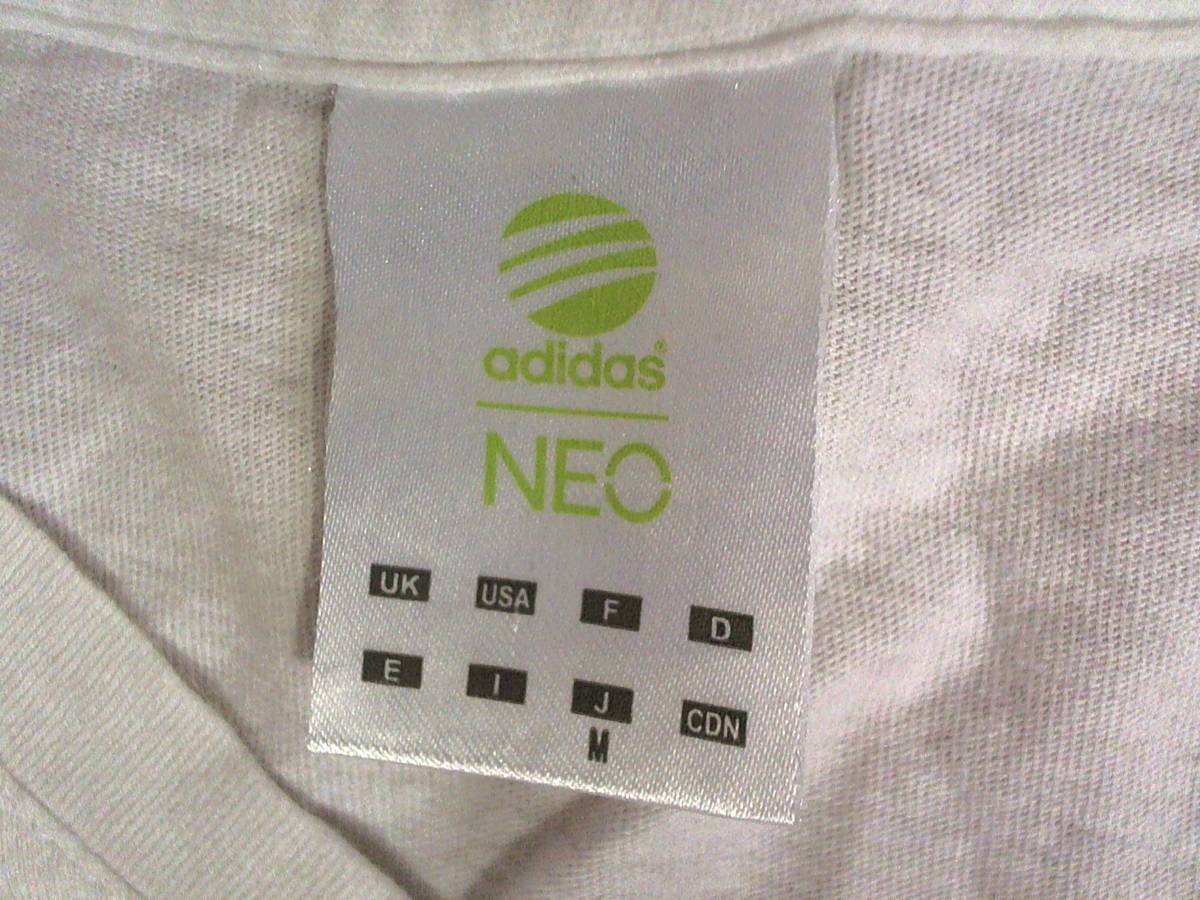 adidas®
NEO
UK USA F D
E I J CDN
M